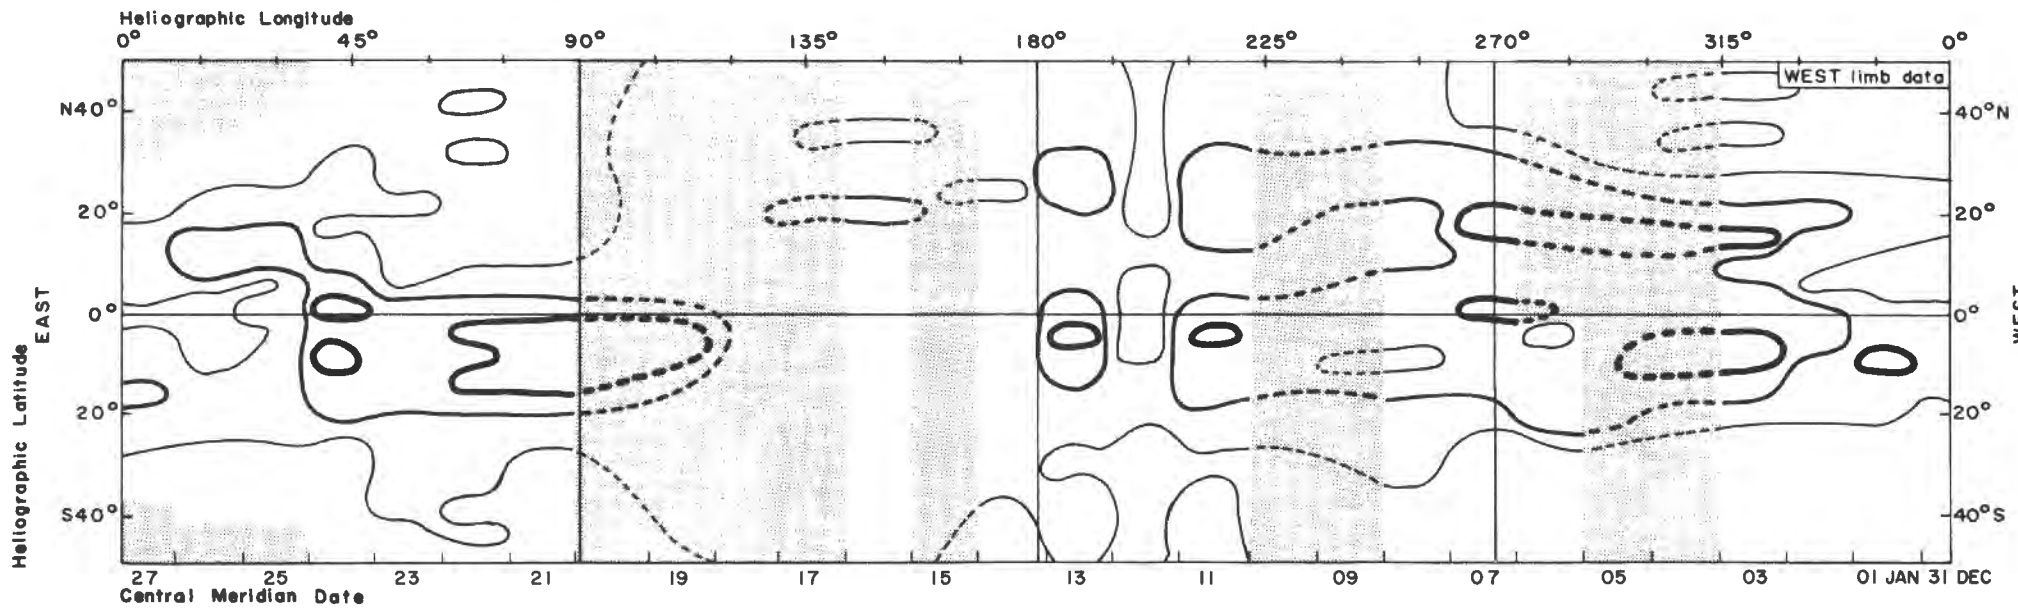 Heliographic Longitude
0° 45° 90° 135° 180° 225° 270° 315° 0°
WEST limb data
N40° 40°N
20° 20°
0° 0°
EAST WEST
20° 20°
S40° 40°S
Heliographic Latitude
27 25 23 21 19 17 15 13 11 09 07 05 03 01 JAN 31 DEC
Central Meridian Date